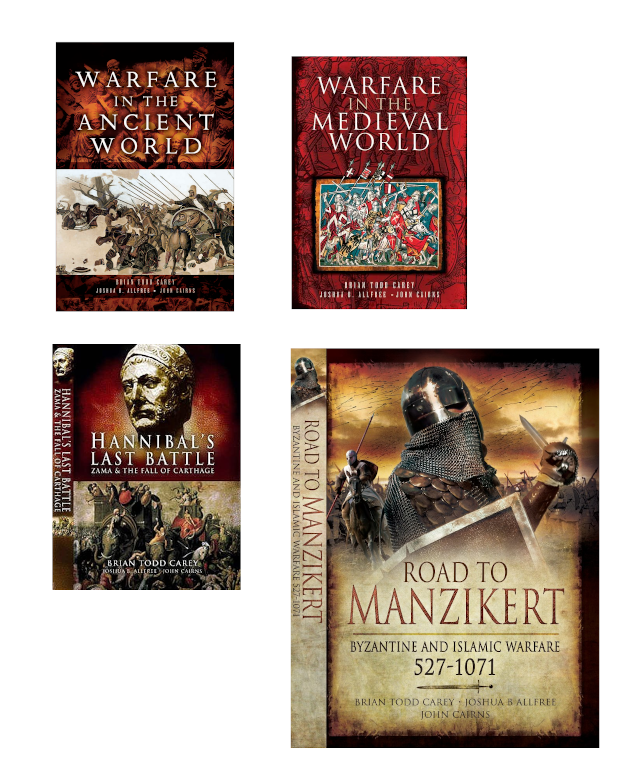 WARFARE
IN THE
ANCIENT
WORLD
BRIAN TODD CAREY
JOSHUA B. ALLFREE • JOHN CAIRNS
WARFARE
IN THE
MEDIEVAL
WORLD
BRIAN TODD CAREY
JOSHUA B. ALLFREE • JOHN CAIRNS
HANNIBAL'S LAST BATTLE
ZAMA & THE FALL OF CARTHAGE
HANNIBAL'S
LAST BATTLE
ZAMA & THE FALL OF CARTHAGE
BRIAN TODD CAREY
JOSHUA B ALLFREE • JOHN CAIRNS
ROAD TO MANZIKERT
BYZANTINE AND ISLAMIC WARFARE 527-1071
ROAD TO
MANZIKERT
BYZANTINE AND ISLAMIC WARFARE
527-1071
BRIAN TODD CAREY • JOSHUA B ALLFREE
JOHN CAIRNS